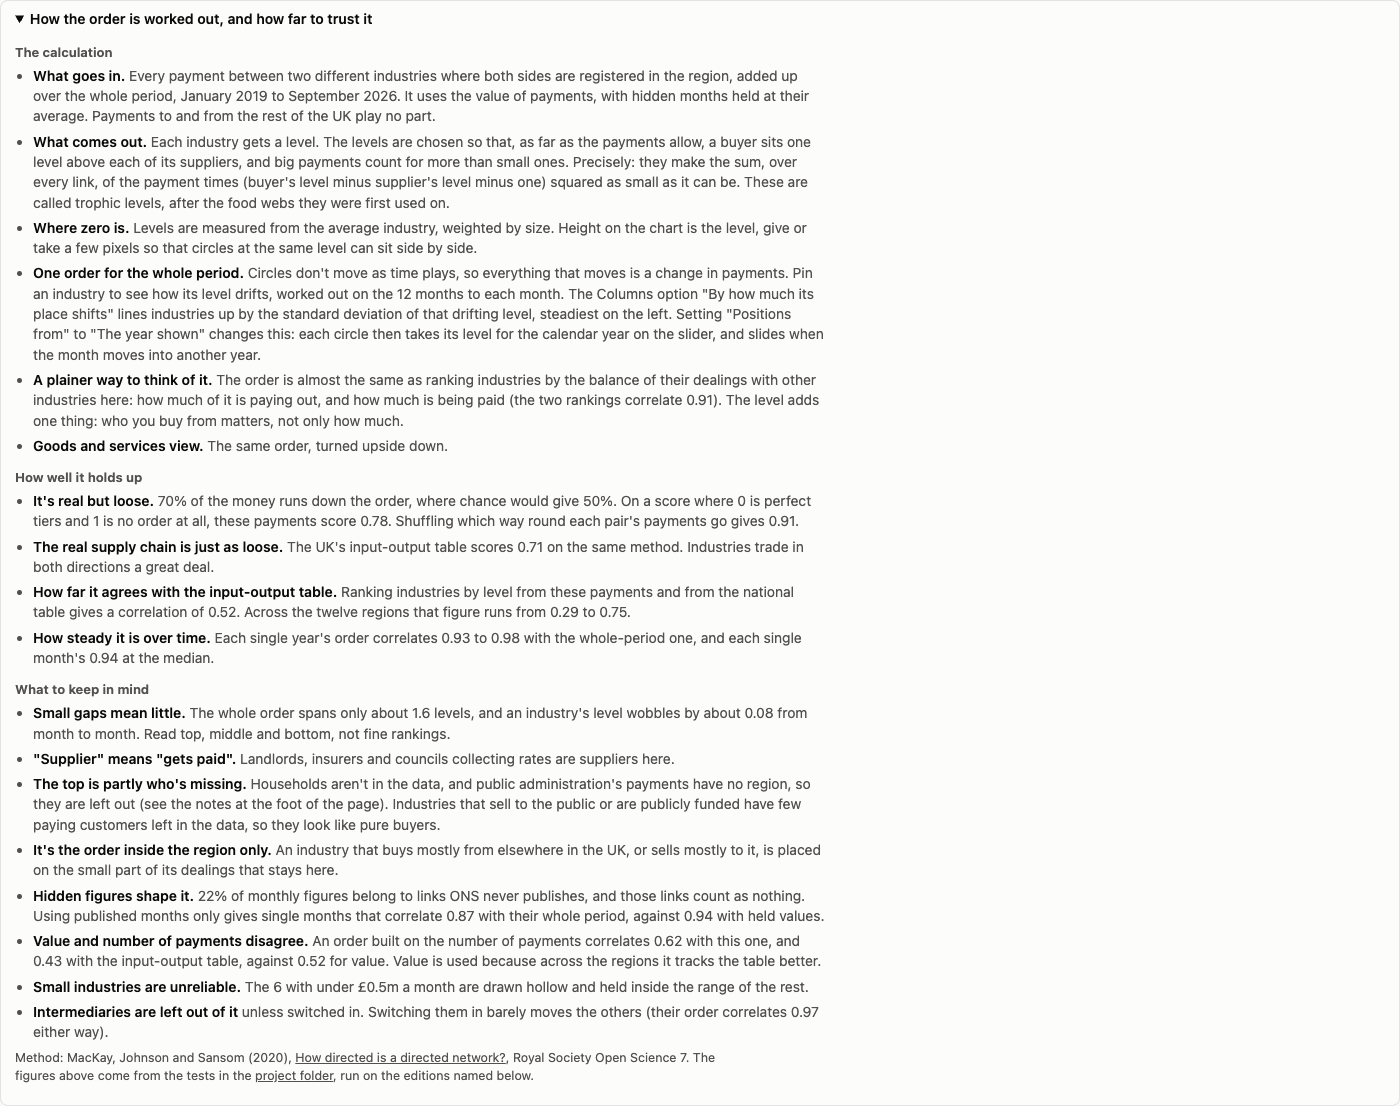 ▼ How the order is worked out, and how far to trust it
The calculation
• What goes in. Every payment between two different industries where both sides are registered in the region, added up
over the whole period, January 2019 to September 2026. It uses the value of payments, with hidden months held at their
average. Payments to and from the rest of the UK play no part.
• What comes out. Each industry gets a level. The levels are chosen so that, as far as the payments allow, a buyer sits one
level above each of its suppliers, and big payments count for more than small ones. Precisely: they make the sum, over
every link, of the payment times (buyer's level minus supplier's level minus one) squared as small as it can be. These are
called trophic levels, after the food webs they were first used on.
• Where zero is. Levels are measured from the average industry, weighted by size. Height on the chart is the level, give or
take a few pixels so that circles at the same level can sit side by side.
• One order for the whole period. Circles don't move as time plays, so everything that moves is a change in payments. Pin
an industry to see how its level drifts, worked out on the 12 months to each month. The Columns option "By how much its
place shifts" lines industries up by the standard deviation of that drifting level, steadiest on the left. Setting "Positions
from" to "The year shown" changes this: each circle then takes its level for the calendar year on the slider, and slides when
the month moves into another year.
• A plainer way to think of it. The order is almost the same as ranking industries by the balance of their dealings with other
industries here: how much of it is paying out, and how much is being paid (the two rankings correlate 0.91). The level adds
one thing: who you buy from matters, not only how much.
• Goods and services view. The same order, turned upside down.
How well it holds up
• It's real but loose. 70% of the money runs down the order, where chance would give 50%. On a score where 0 is perfect
tiers and 1 is no order at all, these payments score 0.78. Shuffling which way round each pair's payments go gives 0.91.
• The real supply chain is just as loose. The UK's input-output table scores 0.71 on the same method. Industries trade in
both directions a great deal.
• How far it agrees with the input-output table. Ranking industries by level from these payments and from the national
table gives a correlation of 0.52. Across the twelve regions that figure runs from 0.29 to 0.75.
• How steady it is over time. Each single year's order correlates 0.93 to 0.98 with the whole-period one, and each single
month's 0.94 at the median.
What to keep in mind
• Small gaps mean little. The whole order spans only about 1.6 levels, and an industry's level wobbles by about 0.08 from
month to month. Read top, middle and bottom, not fine rankings.
• "Supplier" means "gets paid". Landlords, insurers and councils collecting rates are suppliers here.
• The top is partly who's missing. Households aren't in the data, and public administration's payments have no region, so
they are left out (see the notes at the foot of the page). Industries that sell to the public or are publicly funded have few
paying customers left in the data, so they look like pure buyers.
• It's the order inside the region only. An industry that buys mostly from elsewhere in the UK, or sells mostly to it, is placed
on the small part of its dealings that stays here.
• Hidden figures shape it. 22% of monthly figures belong to links ONS never publishes, and those links count as nothing.
Using published months only gives single months that correlate 0.87 with their whole period, against 0.94 with held values.
• Value and number of payments disagree. An order built on the number of payments correlates 0.62 with this one, and
0.43 with the input-output table, against 0.52 for value. Value is used because across the regions it tracks the table better.
• Small industries are unreliable. The 6 with under £0.5m a month are drawn hollow and held inside the range of the rest.
• Intermediaries are left out of it unless switched in. Switching them in barely moves the others (their order correlates 0.97
either way).
Method: MacKay, Johnson and Sansom (2020), How directed is a directed network?, Royal Society Open Science 7. The
figures above come from the tests in the project folder, run on the editions named below.